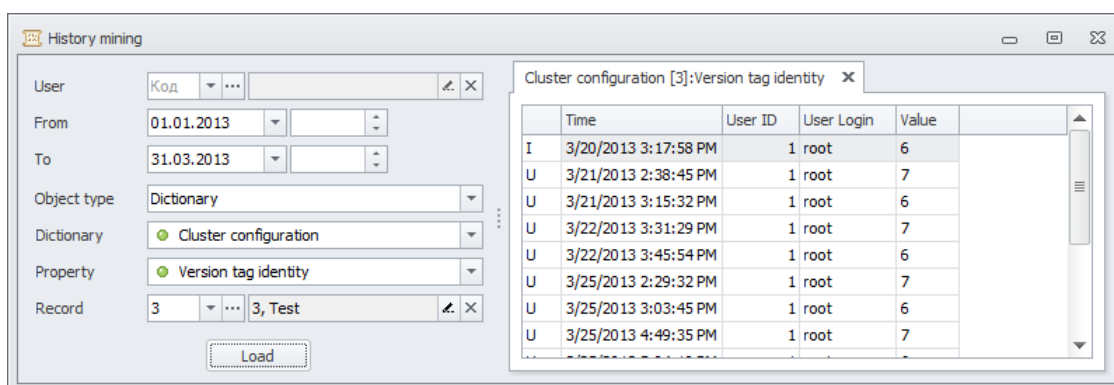 History mining
User Код
From 01.01.2013
To 31.03.2013
Object type Dictionary
Dictionary Cluster configuration
Property Version tag identity
Record 3 3, Test
Load
Cluster configuration [3]:Version tag identity
Time User ID User Login Value
I 3/20/2013 3:17:58 PM 1 root 6
U 3/21/2013 2:38:45 PM 1 root 7
U 3/21/2013 3:15:32 PM 1 root 6
U 3/22/2013 3:31:29 PM 1 root 7
U 3/22/2013 3:45:54 PM 1 root 6
U 3/25/2013 2:29:32 PM 1 root 7
U 3/25/2013 3:03:45 PM 1 root 6
U 3/25/2013 4:49:35 PM 1 root 7